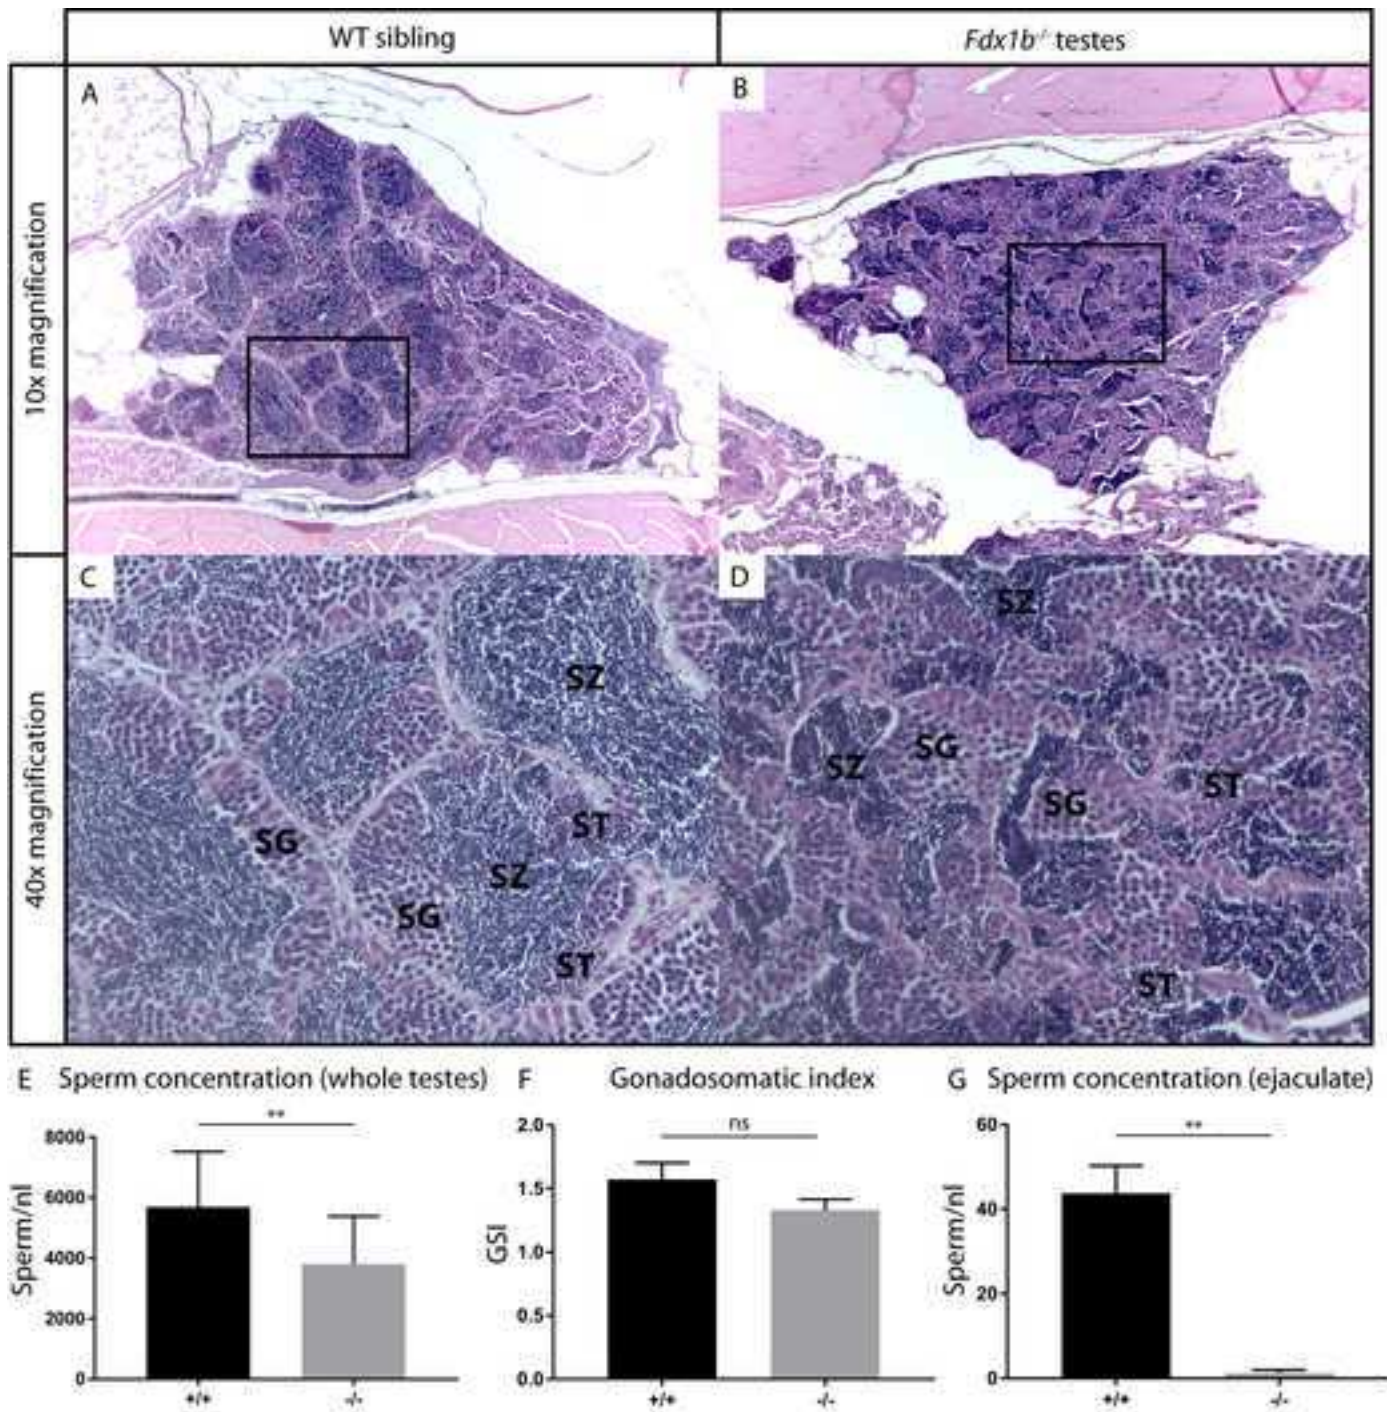 WT sibling
Fdx1b-/- testes
10x magnification
A
B
40x magnification
C
D
SZ
SZ
SG
SZ
SG
ST
SG
ST
SZ
SG
ST
ST
E Sperm concentration (whole testes)
F Gonadosomatic index
G Sperm concentration (ejaculate)
**
8000
6000
4000
2000
0
Sperm/nl
+/+
-/-
ns
2.0
1.5
1.0
0.5
0.0
GSI
+/+
-/-
**
60
40
20
0
Sperm/nl
+/+
-/-